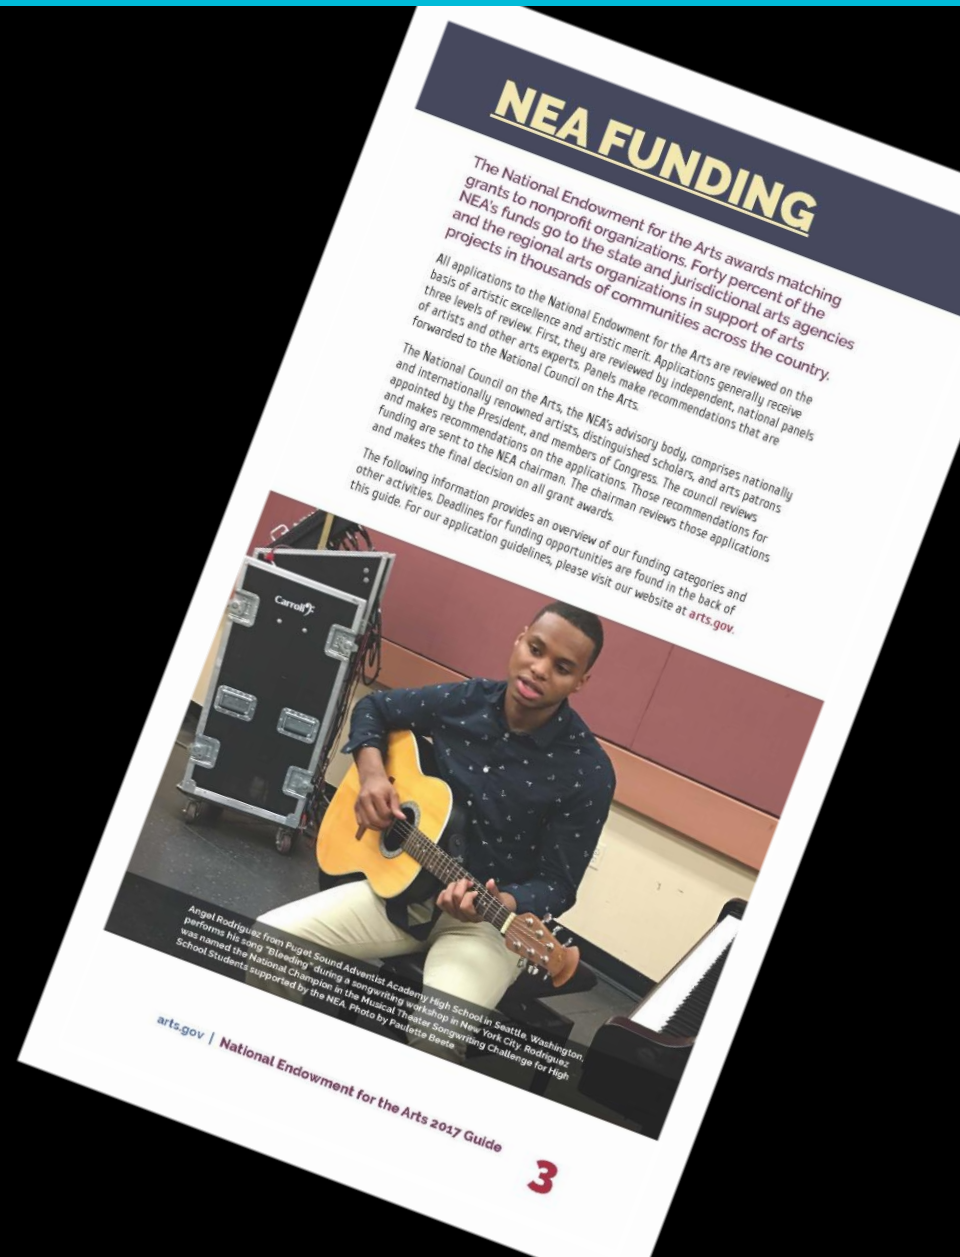 NEA FUNDING
The National Endowment for the Arts awards matching
grants to nonprofit organizations. Forty percent of the
NEA's funds go to the state and jurisdictional arts agencies
and the regional arts organizations in support of arts
projects in thousands of communities across the country.
All applications to the National Endowment for the Arts are reviewed on the
basis of artistic excellence and artistic merit. Applications generally receive
three levels of review. First, they are reviewed by independent, national panels
of artists and other arts experts. Panels make recommendations that are
forwarded to the National Council on the Arts.
The National Council on the Arts, the NEA's advisory body, comprises nationally
and internationally renowned artists, distinguished scholars, and arts patrons
appointed by the President, and members of Congress. The council reviews
and makes recommendations on the applications. Those recommendations for
funding are sent to the NEA chairman. The chairman reviews those applications
and makes the final decision on all grant awards.
The following information provides an overview of our funding categories and
other activities. Deadlines for funding opportunities are found in the back of
this guide. For our application guidelines, please visit our website at arts.gov.
Carroll
Angel Rodriguez from Puget Sound Adventist Academy High School in Seattle, Washington,
performs his song "Bleeding" during a songwriting workshop in New York City. Rodriguez
was named the National Champion in the Musical Theater Songwriting Challenge for High
School Students supported by the NEA. Photo by Paulette Beete
arts.gov | National Endowment for the Arts 2017 Guide
3